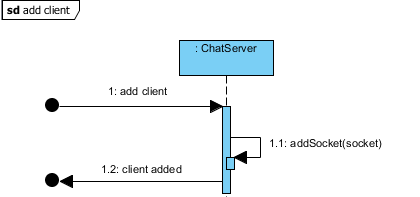 sd add client
: ChatServer
1: add client
1.1: addSocket(socket)
1.2: client added